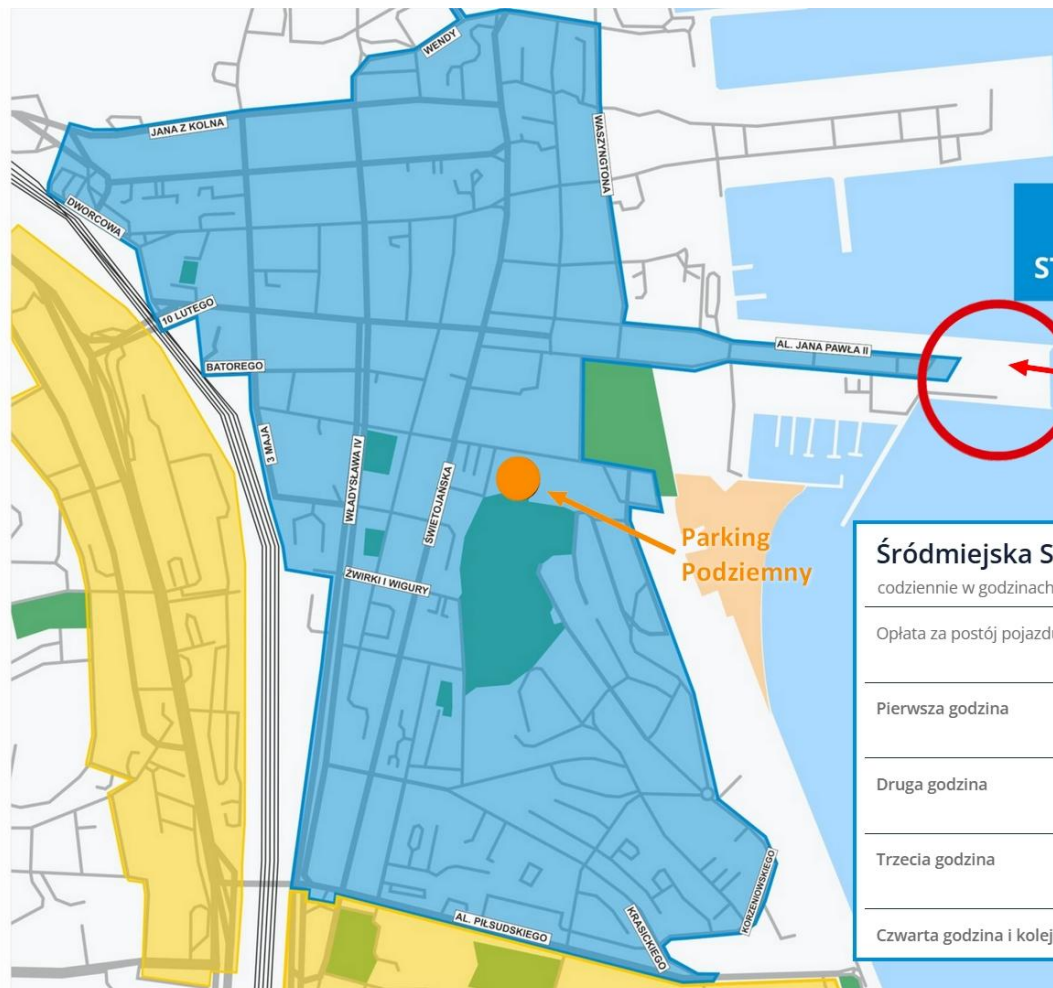 WENDY
JANA Z KOLNA
WASZYNGTONA
DWORCOWA
10 LUTEGO
ST
AL. JANA PAWŁA II
BATOREGO
3 MAJA
WŁADYSŁAWA IV
ŚWIĘTOJAŃSKA
Parking
Podziemny
ŻWIRKI I WIGURY
Śródmiejska S
codziennie w godzinach
Opłata za postój pojazdu
Pierwsza godzina
Druga godzina
Trzecia godzina
Czwarta godzina i kolej
AL. PIŁSUDSKIEGO
KRASICKIEGO
KORZENIOWSKIEGO